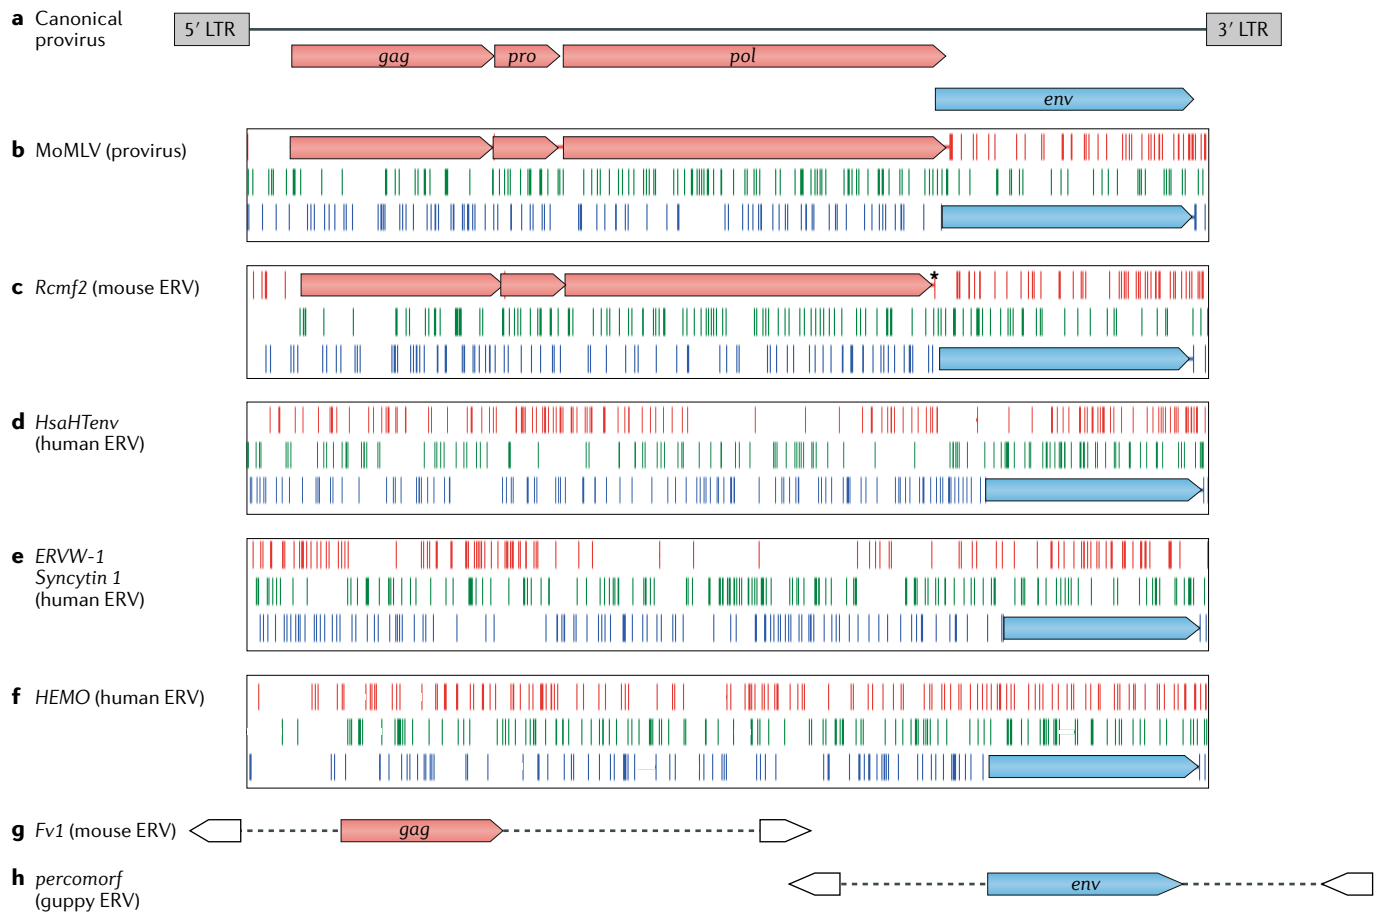 a Canonical
provirus
5′ LTR
3′ LTR
gag
pro
pol
env
b MoMLV (provirus)
c Rcmf2 (mouse ERV)
*
d HsaHTenv
(human ERV)
e ERVW-1
Syncytin 1
(human ERV)
f HEMO (human ERV)
g Fv1 (mouse ERV)
gag
h percomorf
(guppy ERV)
env